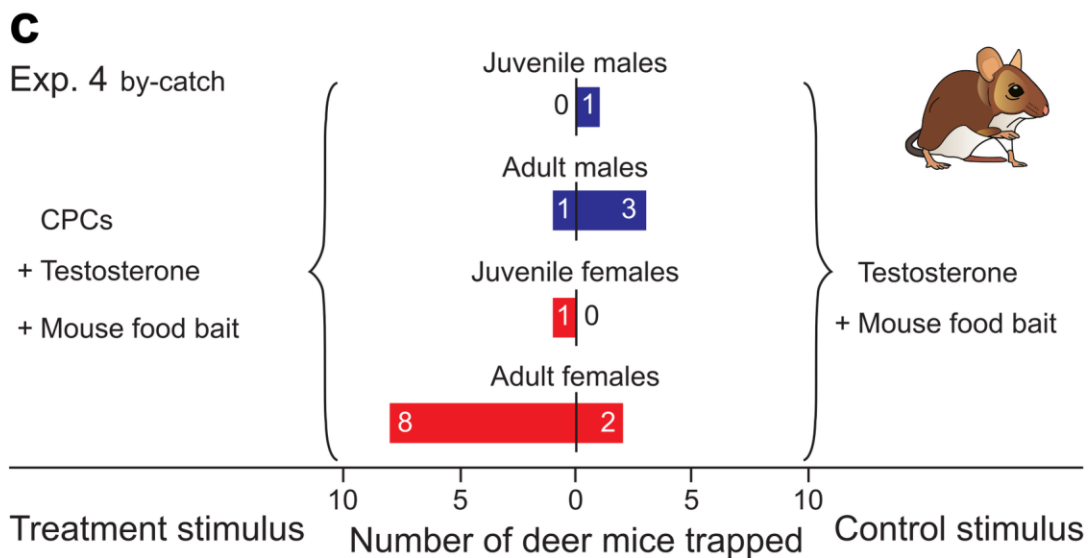 c
Exp. 4 by-catch
Juvenile males
0 1
Adult males
1 3
Juvenile females
1 0
Adult females
8 2
CPCs
+ Testosterone
+ Mouse food bait
Testosterone
+ Mouse food bait
10 5 0 5 10
Treatment stimulus
Number of deer mice trapped
Control stimulus